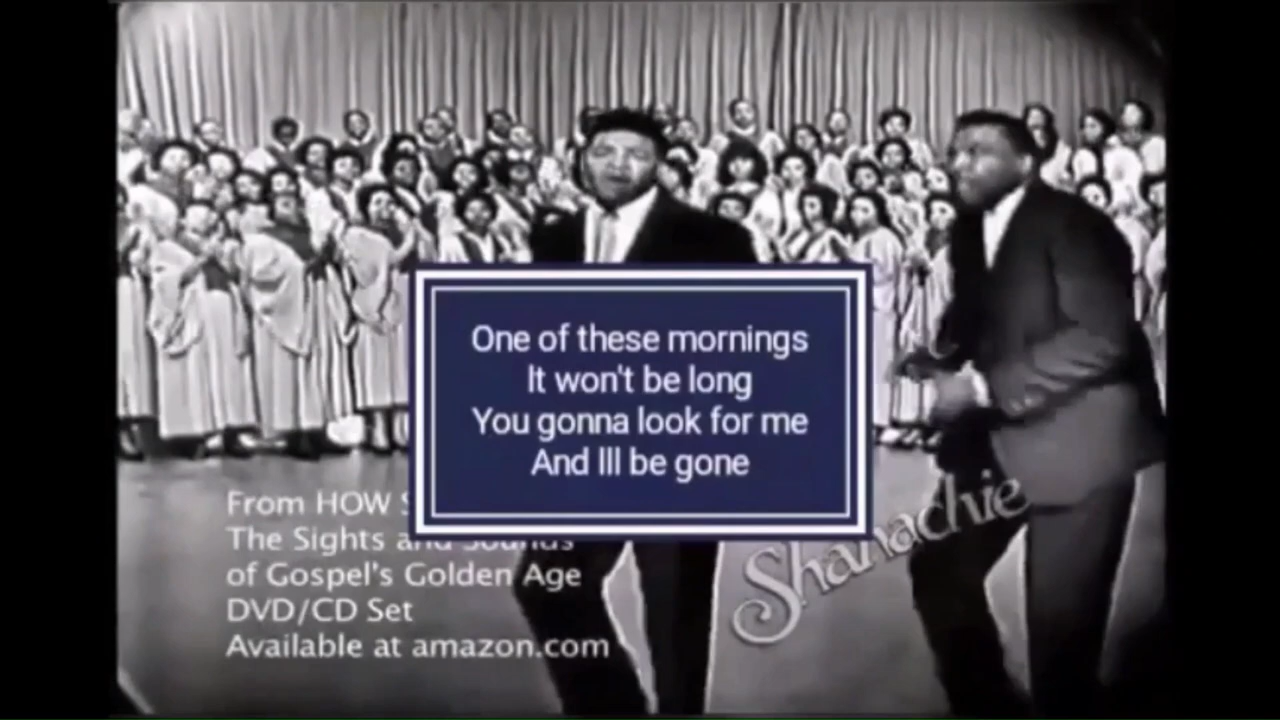 One of these mornings
It won't be long
You gonna look for me
And Ill be gone
From HOW
The Sights and Sounds
of Gospel's Golden Age
DVD/CD Set
Available at amazon.com
Shanachie